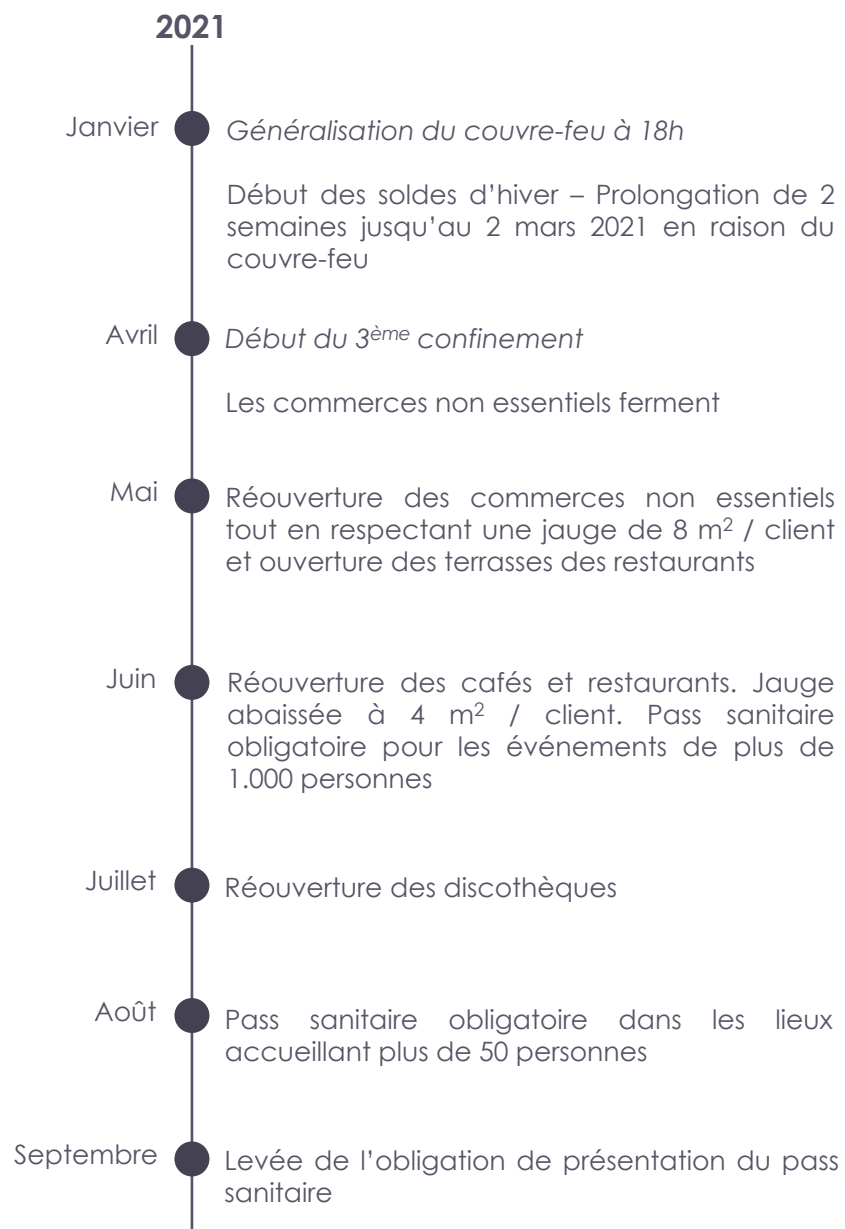 2021
Janvier
Généralisation du couvre-feu à 18h
Début des soldes d’hiver – Prolongation de 2
semaines jusqu’au 2 mars 2021 en raison du
couvre-feu
Avril
Début du 3ème confinement
Les commerces non essentiels ferment
Mai
Réouverture des commerces non essentiels
tout en respectant une jauge de 8 m2 / client
et ouverture des terrasses des restaurants
Juin
Réouverture des cafés et restaurants. Jauge
abaissée à 4 m2 / client. Pass sanitaire
obligatoire pour les événements de plus de
1.000 personnes
Juillet
Réouverture des discothèques
Août
Pass sanitaire obligatoire dans les lieux
accueillant plus de 50 personnes
Septembre
Levée de l’obligation de présentation du pass
sanitaire